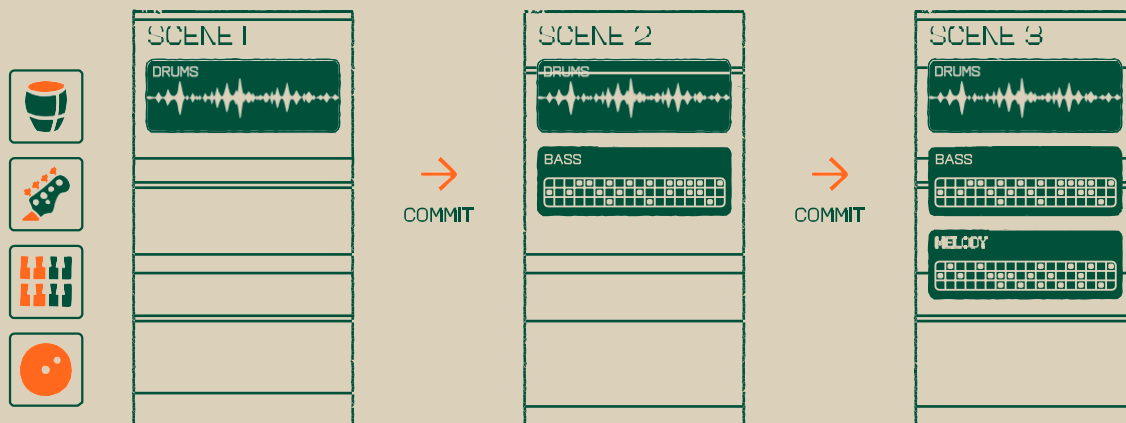 SCENE 1
DRUMS
COMMIT
SCENE 2
DRUMS
BASS
COMMIT
SCENE 3
DRUMS
BASS
MELODY